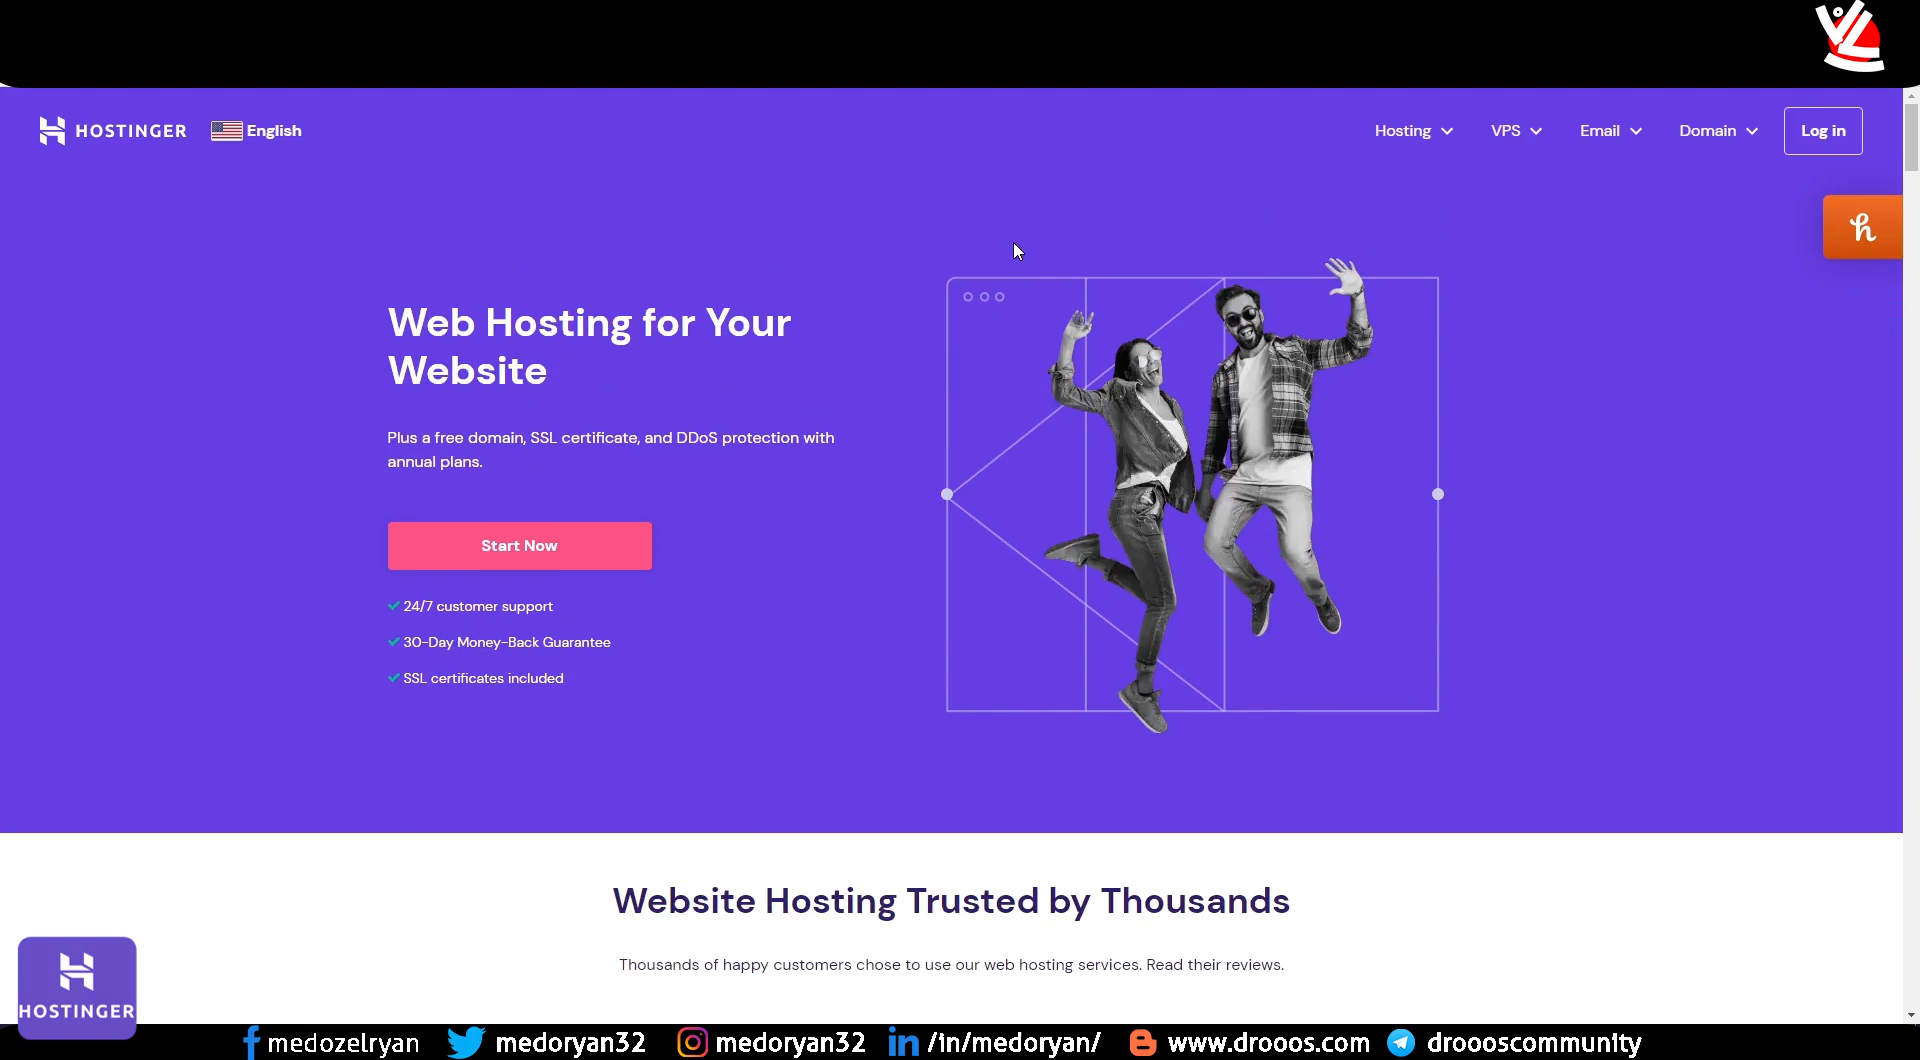 HOSTINGER English Hosting VPS Email Domain Log in
Web Hosting for Your
Website
Plus a free domain, SSL certificate, and DDoS protection with
annual plans.
Start Now
24/7 customer support
30-Day Money-Back Guarantee
SSL certificates included
Website Hosting Trusted by Thousands
Thousands of happy customers chose to use our web hosting services. Read their reviews.
HOSTINGER
medozelryan medoryan32 medoryan32 /in/medoryan/ www.drooos.com droooscommunity